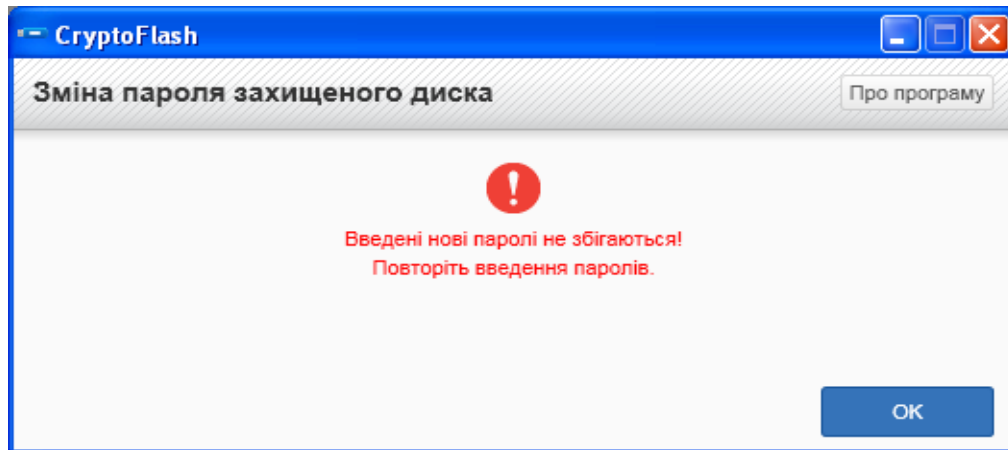 CryptoFlash
Зміна пароля захищеного диска
Про програму
Введені нові паролі не збігаються!
Повторіть введення паролів.
OK